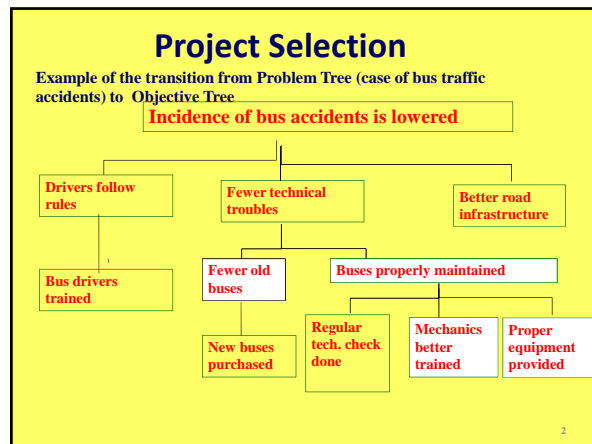 Project Selection
Example of the transition from Problem Tree (case of bus traffic
accidents) to Objective Tree
Incidence of bus accidents is lowered
Drivers follow
rules
Fewer technical
troubles
Better road
infrastructure
Bus drivers
trained
Fewer old
buses
Buses properly maintained
New buses
purchased
Regular
tech. check
done
Mechanics
better
trained
Proper
equipment
provided
2